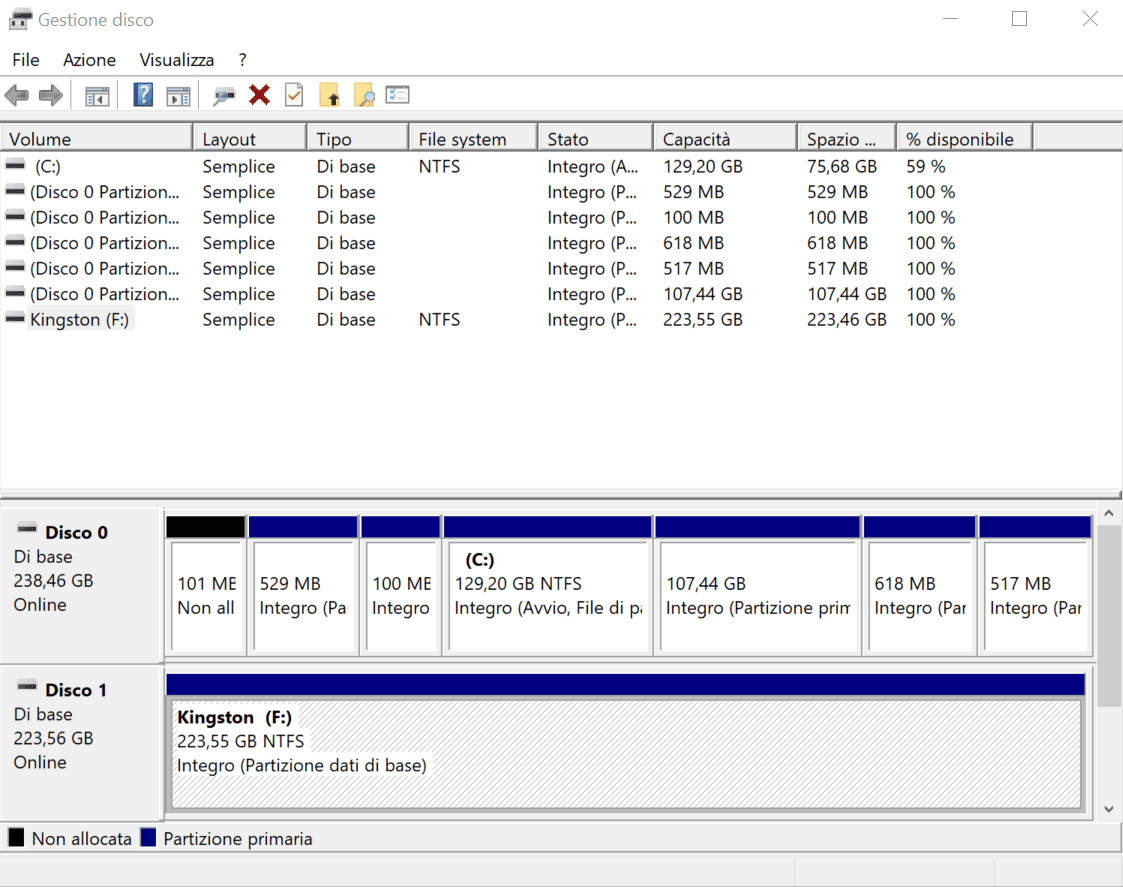 Gestione disco
File Azione Visualizza ?
Volume Layout Tipo File system Stato Capacità Spazio ... % disponibile
(C:) Semplice Di base NTFS Integro (A... 129,20 GB 75,68 GB 59 %
(Disco 0 Partizion... Semplice Di base Integro (P... 529 MB 529 MB 100 %
(Disco 0 Partizion... Semplice Di base Integro (P... 100 MB 100 MB 100 %
(Disco 0 Partizion... Semplice Di base Integro (P... 618 MB 618 MB 100 %
(Disco 0 Partizion... Semplice Di base Integro (P... 517 MB 517 MB 100 %
(Disco 0 Partizion... Semplice Di base Integro (P... 107,44 GB 107,44 GB 100 %
Kingston (F:) Semplice Di base NTFS Integro (P... 223,55 GB 223,46 GB 100 %
Disco 0
Di base
238,46 GB
Online
101 ME
Non all
529 MB
Integro (Pa
100 ME
Integro
(C:)
129,20 GB NTFS
Integro (Avvio, File di pa
107,44 GB
Integro (Partizione prim
618 MB
Integro (Par
517 MB
Integro (Par
Disco 1
Di base
223,56 GB
Online
Kingston (F:)
223,55 GB NTFS
Integro (Partizione dati di base)
Non allocata Partizione primaria